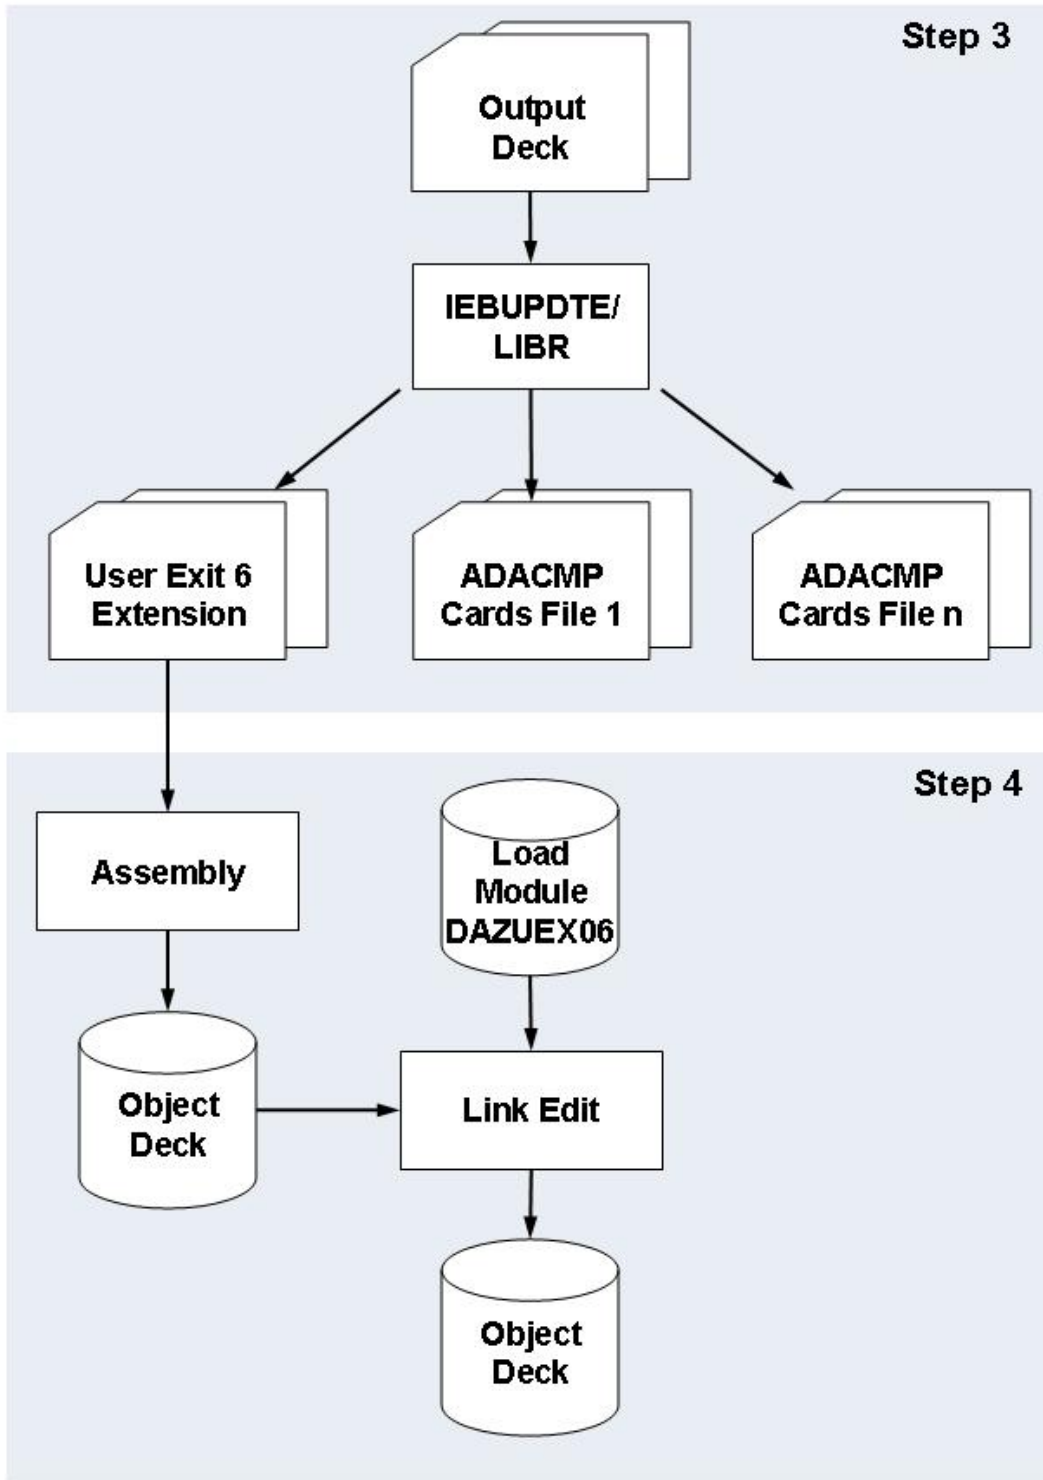 Step 3
Output
Deck
IEBUPDTE/
LIBR
User Exit 6
Extension
ADACMP
Cards File 1
ADACMP
Cards File n
Step 4
Assembly
Load
Module
DAZUEX06
Object
Deck
Link Edit
Object
Deck